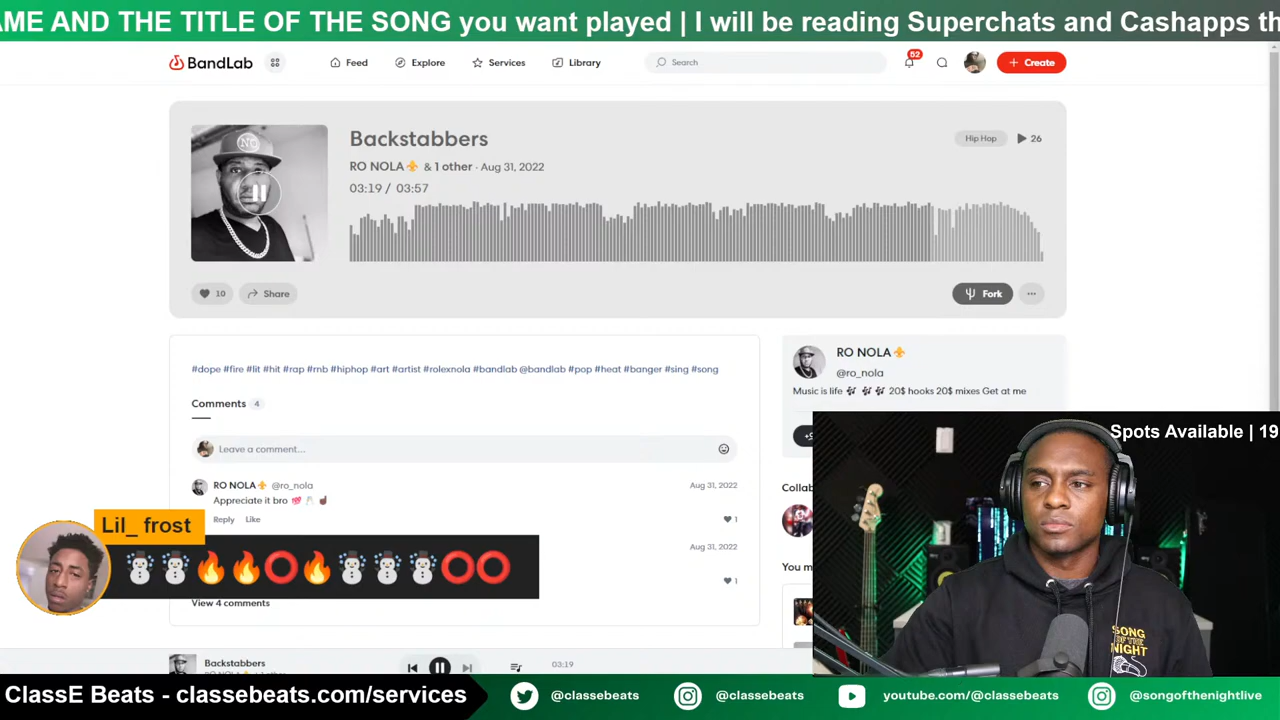 AME AND THE TITLE OF THE SONG you want played | I will be reading Superchats and Cashapps th
BandLab
Feed
Explore
Services
Library
Search
52
Create
Backstabbers
RO NOLA & 1 other · Aug 31, 2022
03:19 / 03:57
Hip Hop
26
NO
10
Share
Fork
#dope #fire #lit #hit #rap #rnb #hiphop #art #artist #rolexnola #bandlab @bandlab #pop #heat #banger #sing #song
Comments 4
Leave a comment...
RO NOLA @ro_nola
Aug 31, 2022
Appreciate it bro
Reply Like
1
Aug 31, 2022
1
View 4 comments
Lil_ frost
RO NOLA
@ro_nola
Music is life 20$ hooks 20$ mixes Get at me
Collab
You m
Spots Available | 19
SONG
OF THE
NIGHT
Backstabbers
03:19
ClassE Beats - classebeats.com/services
@classebeats
@classebeats
youtube.com/@classebeats
@songofthenightlive